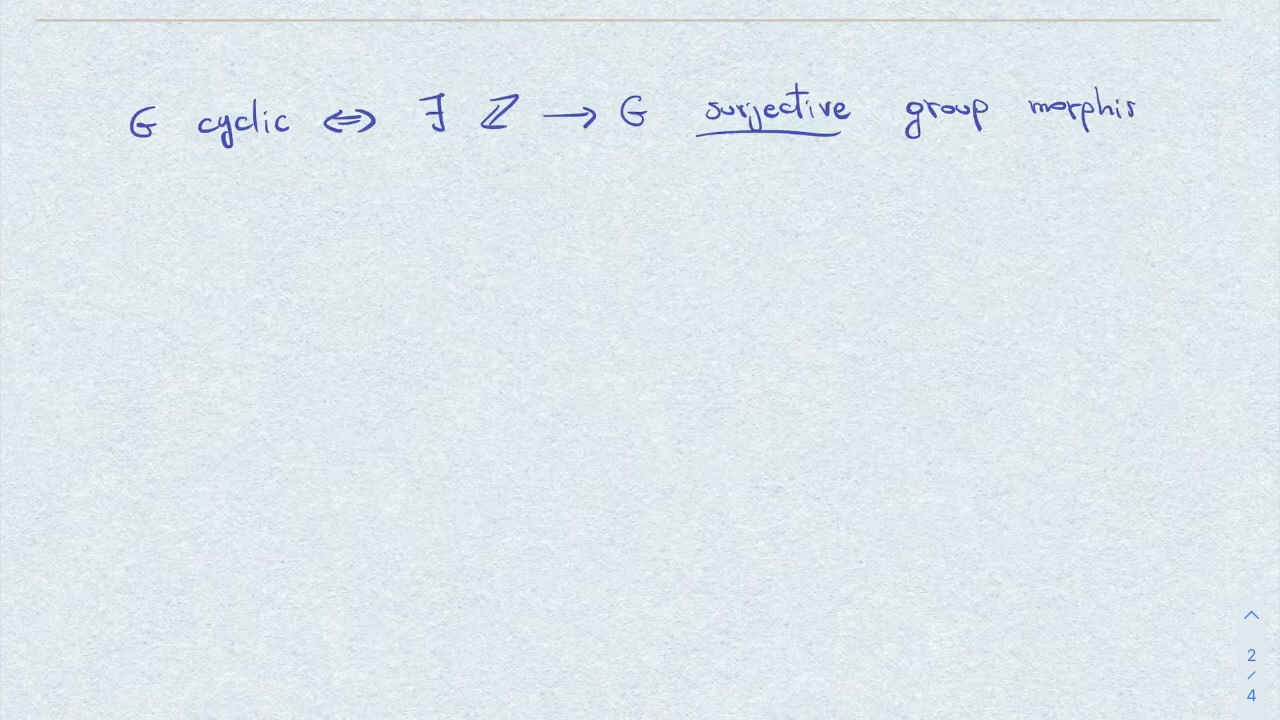 G cyclic ⇔ ∃ ℤ → G surjective group morphis
2
/
4